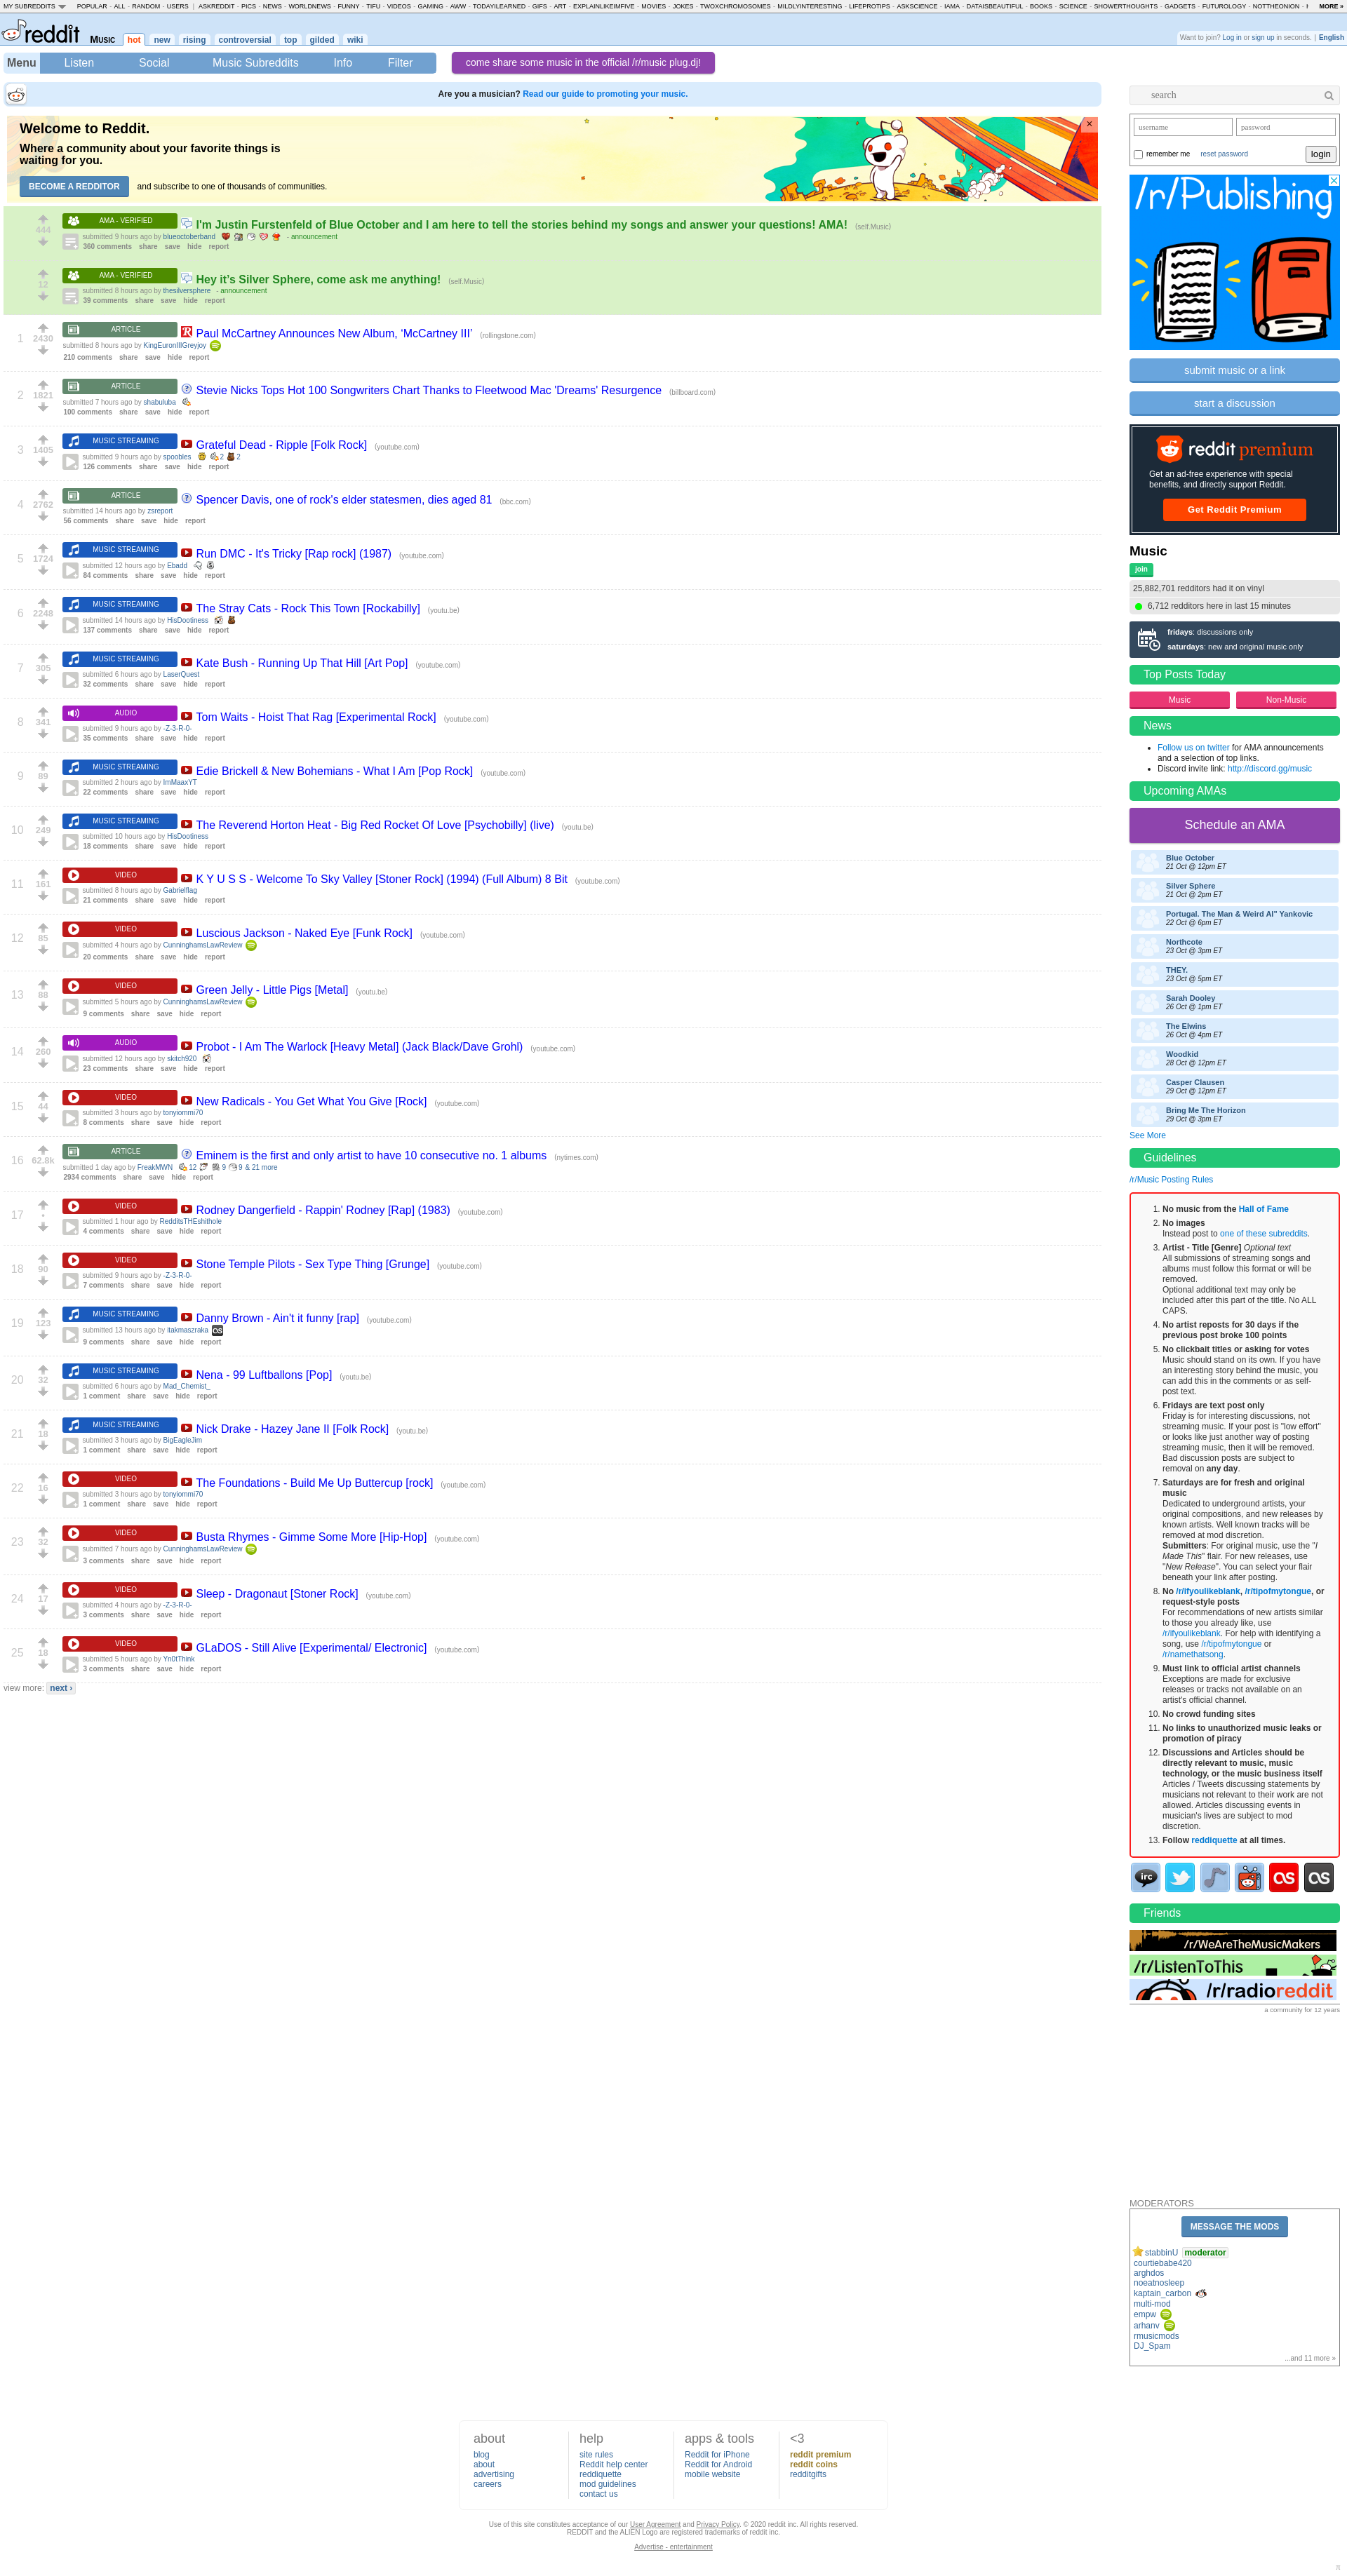 MY SUBREDDITS POPULAR - ALL - RANDOM - USERS | ASKREDDIT - PICS - NEWS - WORLDNEWS - FUNNY - TIFU - VIDEOS - GAMING - AWW - TODAYILEARNED - GIFS - ART - EXPLAINLIKEIMFIVE - MOVIES - JOKES - TWOXCHROMOSOMES - MILDLYINTERESTING - LIFEPROTIPS - ASKSCIENCE - IAMA - DATAISBEAUTIFUL - BOOKS - SCIENCE - SHOWERTHOUGHTS - GADGETS - FUTUROLOGY - NOTTHEONION MORE »
reddit Music hot new rising controversial top gilded wiki
Want to join? Log in or sign up in seconds. | English
Menu Listen Social Music Subreddits Info Filter
come share some music in the official /r/music plug.dj!
Are you a musician? Read our guide to promoting your music.
Welcome to Reddit.
Where a community about your favorite things is
waiting for you.
BECOME A REDDITOR and subscribe to one of thousands of communities.
×
444
AMA - VERIFIED I'm Justin Furstenfeld of Blue October and I am here to tell the stories behind my songs and answer your questions! AMA! (self.Music)
submitted 9 hours ago by blueoctoberband - announcement
360 comments share save hide report
12
AMA - VERIFIED Hey it's Silver Sphere, come ask me anything! (self.Music)
submitted 8 hours ago by thesilversphere - announcement
39 comments share save hide report
1 2430
ARTICLE Paul McCartney Announces New Album, ‘McCartney III’ (rollingstone.com)
submitted 8 hours ago by KingEuronIIIGreyjoy
210 comments share save hide report
2 1821
ARTICLE Stevie Nicks Tops Hot 100 Songwriters Chart Thanks to Fleetwood Mac 'Dreams' Resurgence (billboard.com)
submitted 7 hours ago by shabuluba
100 comments share save hide report
3 1405
MUSIC STREAMING Grateful Dead - Ripple [Folk Rock] (youtube.com)
submitted 9 hours ago by spoobles 2 2
126 comments share save hide report
4 2762
ARTICLE Spencer Davis, one of rock's elder statesmen, dies aged 81 (bbc.com)
submitted 14 hours ago by zsreport
56 comments share save hide report
5 1724
MUSIC STREAMING Run DMC - It's Tricky [Rap rock] (1987) (youtube.com)
submitted 12 hours ago by Ebadd
84 comments share save hide report
6 2248
MUSIC STREAMING The Stray Cats - Rock This Town [Rockabilly] (youtu.be)
submitted 14 hours ago by HisDootiness
137 comments share save hide report
7 305
MUSIC STREAMING Kate Bush - Running Up That Hill [Art Pop] (youtube.com)
submitted 6 hours ago by LaserQuest
32 comments share save hide report
8 341
AUDIO Tom Waits - Hoist That Rag [Experimental Rock] (youtube.com)
submitted 9 hours ago by -Z-3-R-0-
35 comments share save hide report
9 89
MUSIC STREAMING Edie Brickell & New Bohemians - What I Am [Pop Rock] (youtube.com)
submitted 2 hours ago by ImMaaxYT
22 comments share save hide report
10 249
MUSIC STREAMING The Reverend Horton Heat - Big Red Rocket Of Love [Psychobilly] (live) (youtu.be)
submitted 10 hours ago by HisDootiness
18 comments share save hide report
11 161
VIDEO K Y U S S - Welcome To Sky Valley [Stoner Rock] (1994) (Full Album) 8 Bit (youtube.com)
submitted 8 hours ago by Gabrielflag
21 comments share save hide report
12 85
VIDEO Luscious Jackson - Naked Eye [Funk Rock] (youtube.com)
submitted 4 hours ago by CunninghamsLawReview
20 comments share save hide report
13 88
VIDEO Green Jelly - Little Pigs [Metal] (youtu.be)
submitted 5 hours ago by CunninghamsLawReview
9 comments share save hide report
14 260
AUDIO Probot - I Am The Warlock [Heavy Metal] (Jack Black/Dave Grohl) (youtube.com)
submitted 12 hours ago by skitch920
23 comments share save hide report
15 44
VIDEO New Radicals - You Get What You Give [Rock] (youtube.com)
submitted 3 hours ago by tonyiommi70
8 comments share save hide report
16 62.8k
ARTICLE Eminem is the first and only artist to have 10 consecutive no. 1 albums (nytimes.com)
submitted 1 day ago by FreakMWN 12 9 9 & 21 more
2934 comments share save hide report
17 •
VIDEO Rodney Dangerfield - Rappin' Rodney [Rap] (1983) (youtube.com)
submitted 1 hour ago by RedditsTHEshithole
4 comments share save hide report
18 90
VIDEO Stone Temple Pilots - Sex Type Thing [Grunge] (youtube.com)
submitted 9 hours ago by -Z-3-R-0-
7 comments share save hide report
19 123
MUSIC STREAMING Danny Brown - Ain't it funny [rap] (youtube.com)
submitted 13 hours ago by itakmaszraka
9 comments share save hide report
20 32
MUSIC STREAMING Nena - 99 Luftballons [Pop] (youtu.be)
submitted 6 hours ago by Mad_Chemist_
1 comment share save hide report
21 18
MUSIC STREAMING Nick Drake - Hazey Jane II [Folk Rock] (youtu.be)
submitted 3 hours ago by BigEagleJim
1 comment share save hide report
22 16
VIDEO The Foundations - Build Me Up Buttercup [rock] (youtube.com)
submitted 3 hours ago by tonyiommi70
1 comment share save hide report
23 32
VIDEO Busta Rhymes - Gimme Some More [Hip-Hop] (youtube.com)
submitted 7 hours ago by CunninghamsLawReview
3 comments share save hide report
24 17
VIDEO Sleep - Dragonaut [Stoner Rock] (youtube.com)
submitted 4 hours ago by -Z-3-R-0-
3 comments share save hide report
25 18
VIDEO GLaDOS - Still Alive [Experimental/ Electronic] (youtube.com)
submitted 5 hours ago by Yn0tThink
3 comments share save hide report
view more: next ›
search
username password
remember me reset password login
/r/Publishing
submit music or a link
start a discussion
reddit premium
Get an ad-free experience with special
benefits, and directly support Reddit.
Get Reddit Premium
Music
join
25,882,701 redditors had it on vinyl
6,712 redditors here in last 15 minutes
fridays: discussions only
saturdays: new and original music only
Top Posts Today
Music Non-Music
News
• Follow us on twitter for AMA announcements
and a selection of top links.
• Discord invite link: http://discord.gg/music
Upcoming AMAs
Schedule an AMA
Blue October
21 Oct @ 12pm ET
Silver Sphere
21 Oct @ 2pm ET
Portugal. The Man & Weird Al" Yankovic
22 Oct @ 6pm ET
Northcote
23 Oct @ 3pm ET
THEY.
23 Oct @ 5pm ET
Sarah Dooley
26 Oct @ 1pm ET
The Elwins
26 Oct @ 4pm ET
Woodkid
28 Oct @ 12pm ET
Casper Clausen
29 Oct @ 12pm ET
Bring Me The Horizon
29 Oct @ 3pm ET
See More
Guidelines
/r/Music Posting Rules
1. No music from the Hall of Fame
2. No images
Instead post to one of these subreddits.
3. Artist - Title [Genre] Optional text
All submissions of streaming songs and
albums must follow this format or will be
removed.
Optional additional text may only be
included after this part of the title. No ALL
CAPS.
4. No artist reposts for 30 days if the
previous post broke 100 points
5. No clickbait titles or asking for votes
Music should stand on its own. If you have
an interesting story behind the music, you
can add this in the comments or as self-
post text.
6. Fridays are text post only
Friday is for interesting discussions, not
streaming music. If your post is "low effort"
or looks like just another way of posting
streaming music, then it will be removed.
Bad discussion posts are subject to
removal on any day.
7. Saturdays are for fresh and original
music
Dedicated to underground artists, your
original compositions, and new releases by
known artists. Well known tracks will be
removed at mod discretion.
Submitters: For original music, use the "I
Made This" flair. For new releases, use
"New Release". You can select your flair
beneath your link after posting.
8. No /r/ifyoulikeblank, /r/tipofmytongue, or
request-style posts
For recommendations of new artists similar
to those you already like, use
/r/ifyoulikeblank. For help with identifying a
song, use /r/tipofmytongue or
/r/namethatsong.
9. Must link to official artist channels
Exceptions are made for exclusive
releases or tracks not available on an
artist's official channel.
10. No crowd funding sites
11. No links to unauthorized music leaks or
promotion of piracy
12. Discussions and Articles should be
directly relevant to music, music
technology, or the music business itself
Articles / Tweets discussing statements by
musicians not relevant to their work are not
allowed. Articles discussing events in
musician's lives are subject to mod
discretion.
13. Follow reddiquette at all times.
irc
Friends
/r/WeAreTheMusicMakers
/r/ListenToThis
/r/radioreddit
a community for 12 years
MODERATORS
MESSAGE THE MODS
stabbinU moderator
courtiebabe420
arghdos
noeatnosleep
kaptain_carbon
multi-mod
empw
arhanv
rmusicmods
DJ_Spam
...and 11 more »
about
blog
about
advertising
careers
help
site rules
Reddit help center
reddiquette
mod guidelines
contact us
apps & tools
Reddit for iPhone
Reddit for Android
mobile website
<3
reddit premium
reddit coins
redditgifts
Use of this site constitutes acceptance of our User Agreement and Privacy Policy. © 2020 reddit inc. All rights reserved.
REDDIT and the ALIEN Logo are registered trademarks of reddit inc.
Advertise - entertainment
π